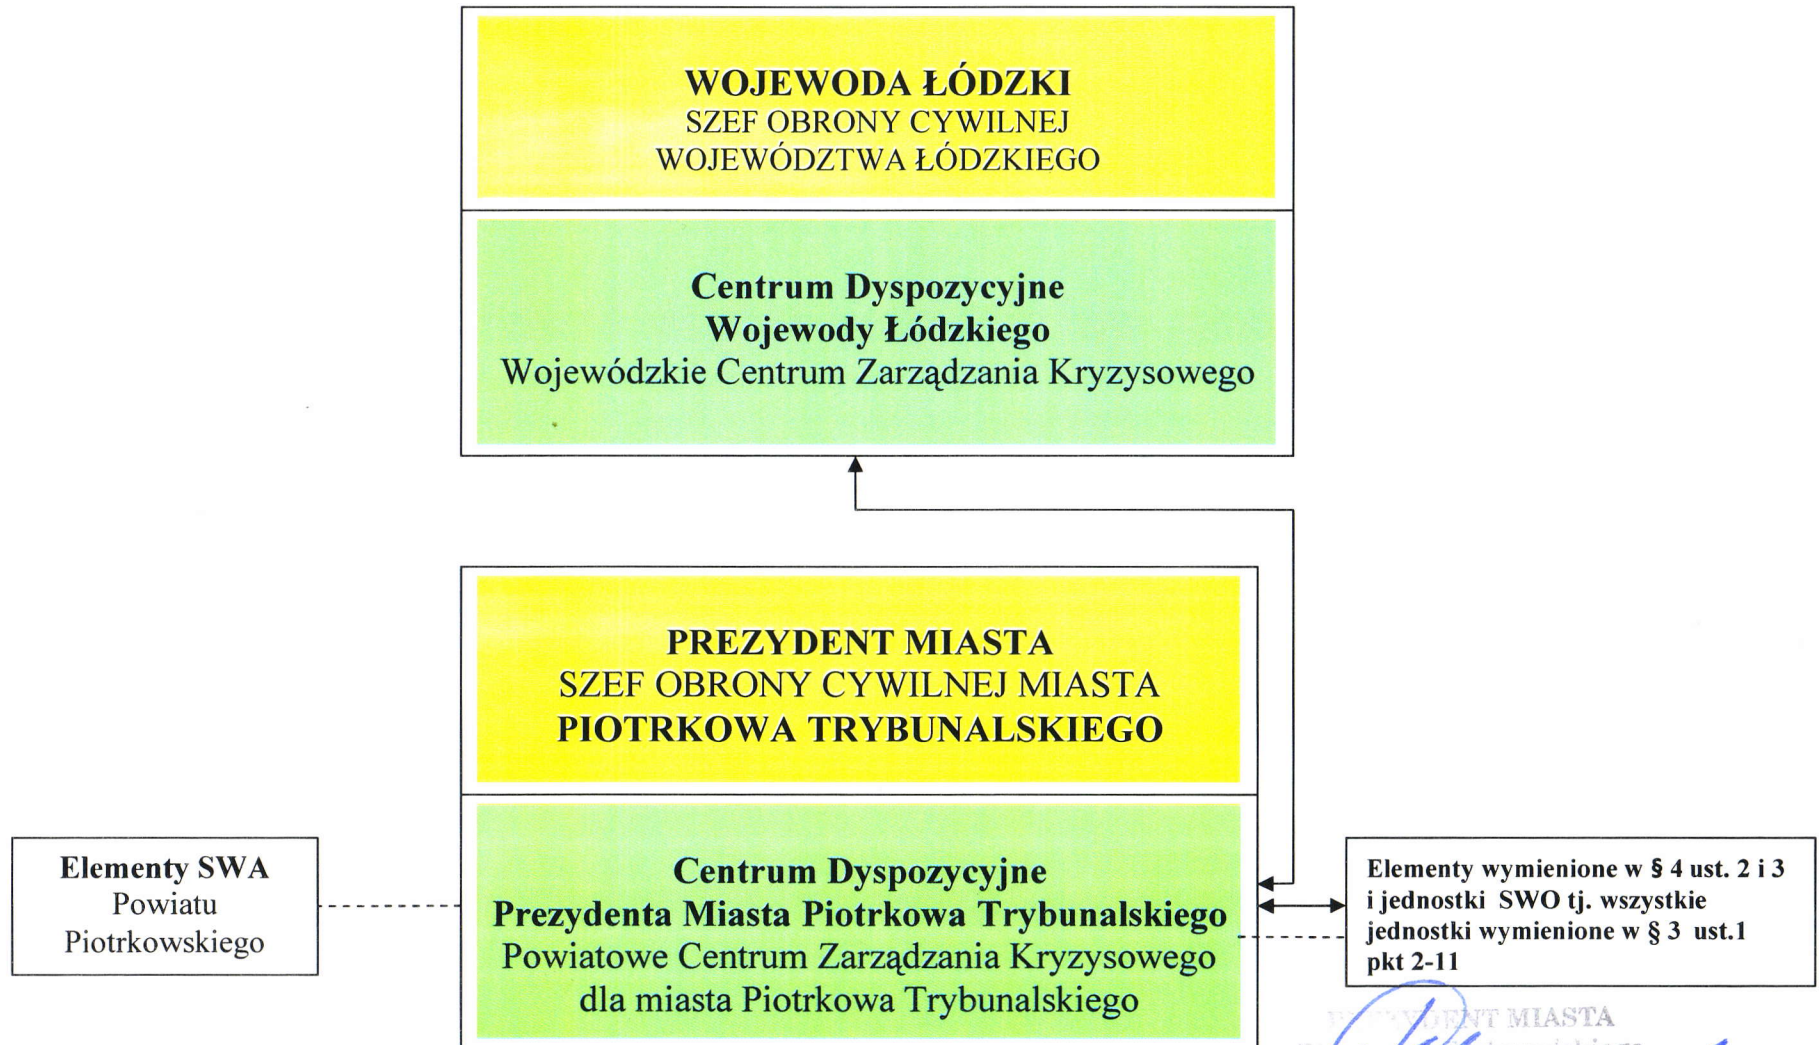 WOJEWODA ŁÓDZKI
SZEF OBRONY CYWILNEJ
WOJEWÓDZTWA ŁÓDZKIEGO
Centrum Dyspozycyjne
Wojewody Łódzkiego
Wojewódzkie Centrum Zarządzania Kryzysowego
PREZYDENT MIASTA
SZEF OBRONY CYWILNEJ MIASTA
PIOTRKOWA TRYBUNALSKIEGO
Elementy SWA
Powiatu
Piotrkowskiego
Centrum Dyspozycyjne
Prezydenta Miasta Piotrkowa Trybunalskiego
Powiatowe Centrum Zarządzania Kryzysowego
dla miasta Piotrkowa Trybunalskiego
Elementy wymienione w § 4 ust. 2 i 3
i jednostki SWO tj. wszystkie
jednostki wymienione w § 3 ust.1
pkt 2-11
MIASTA